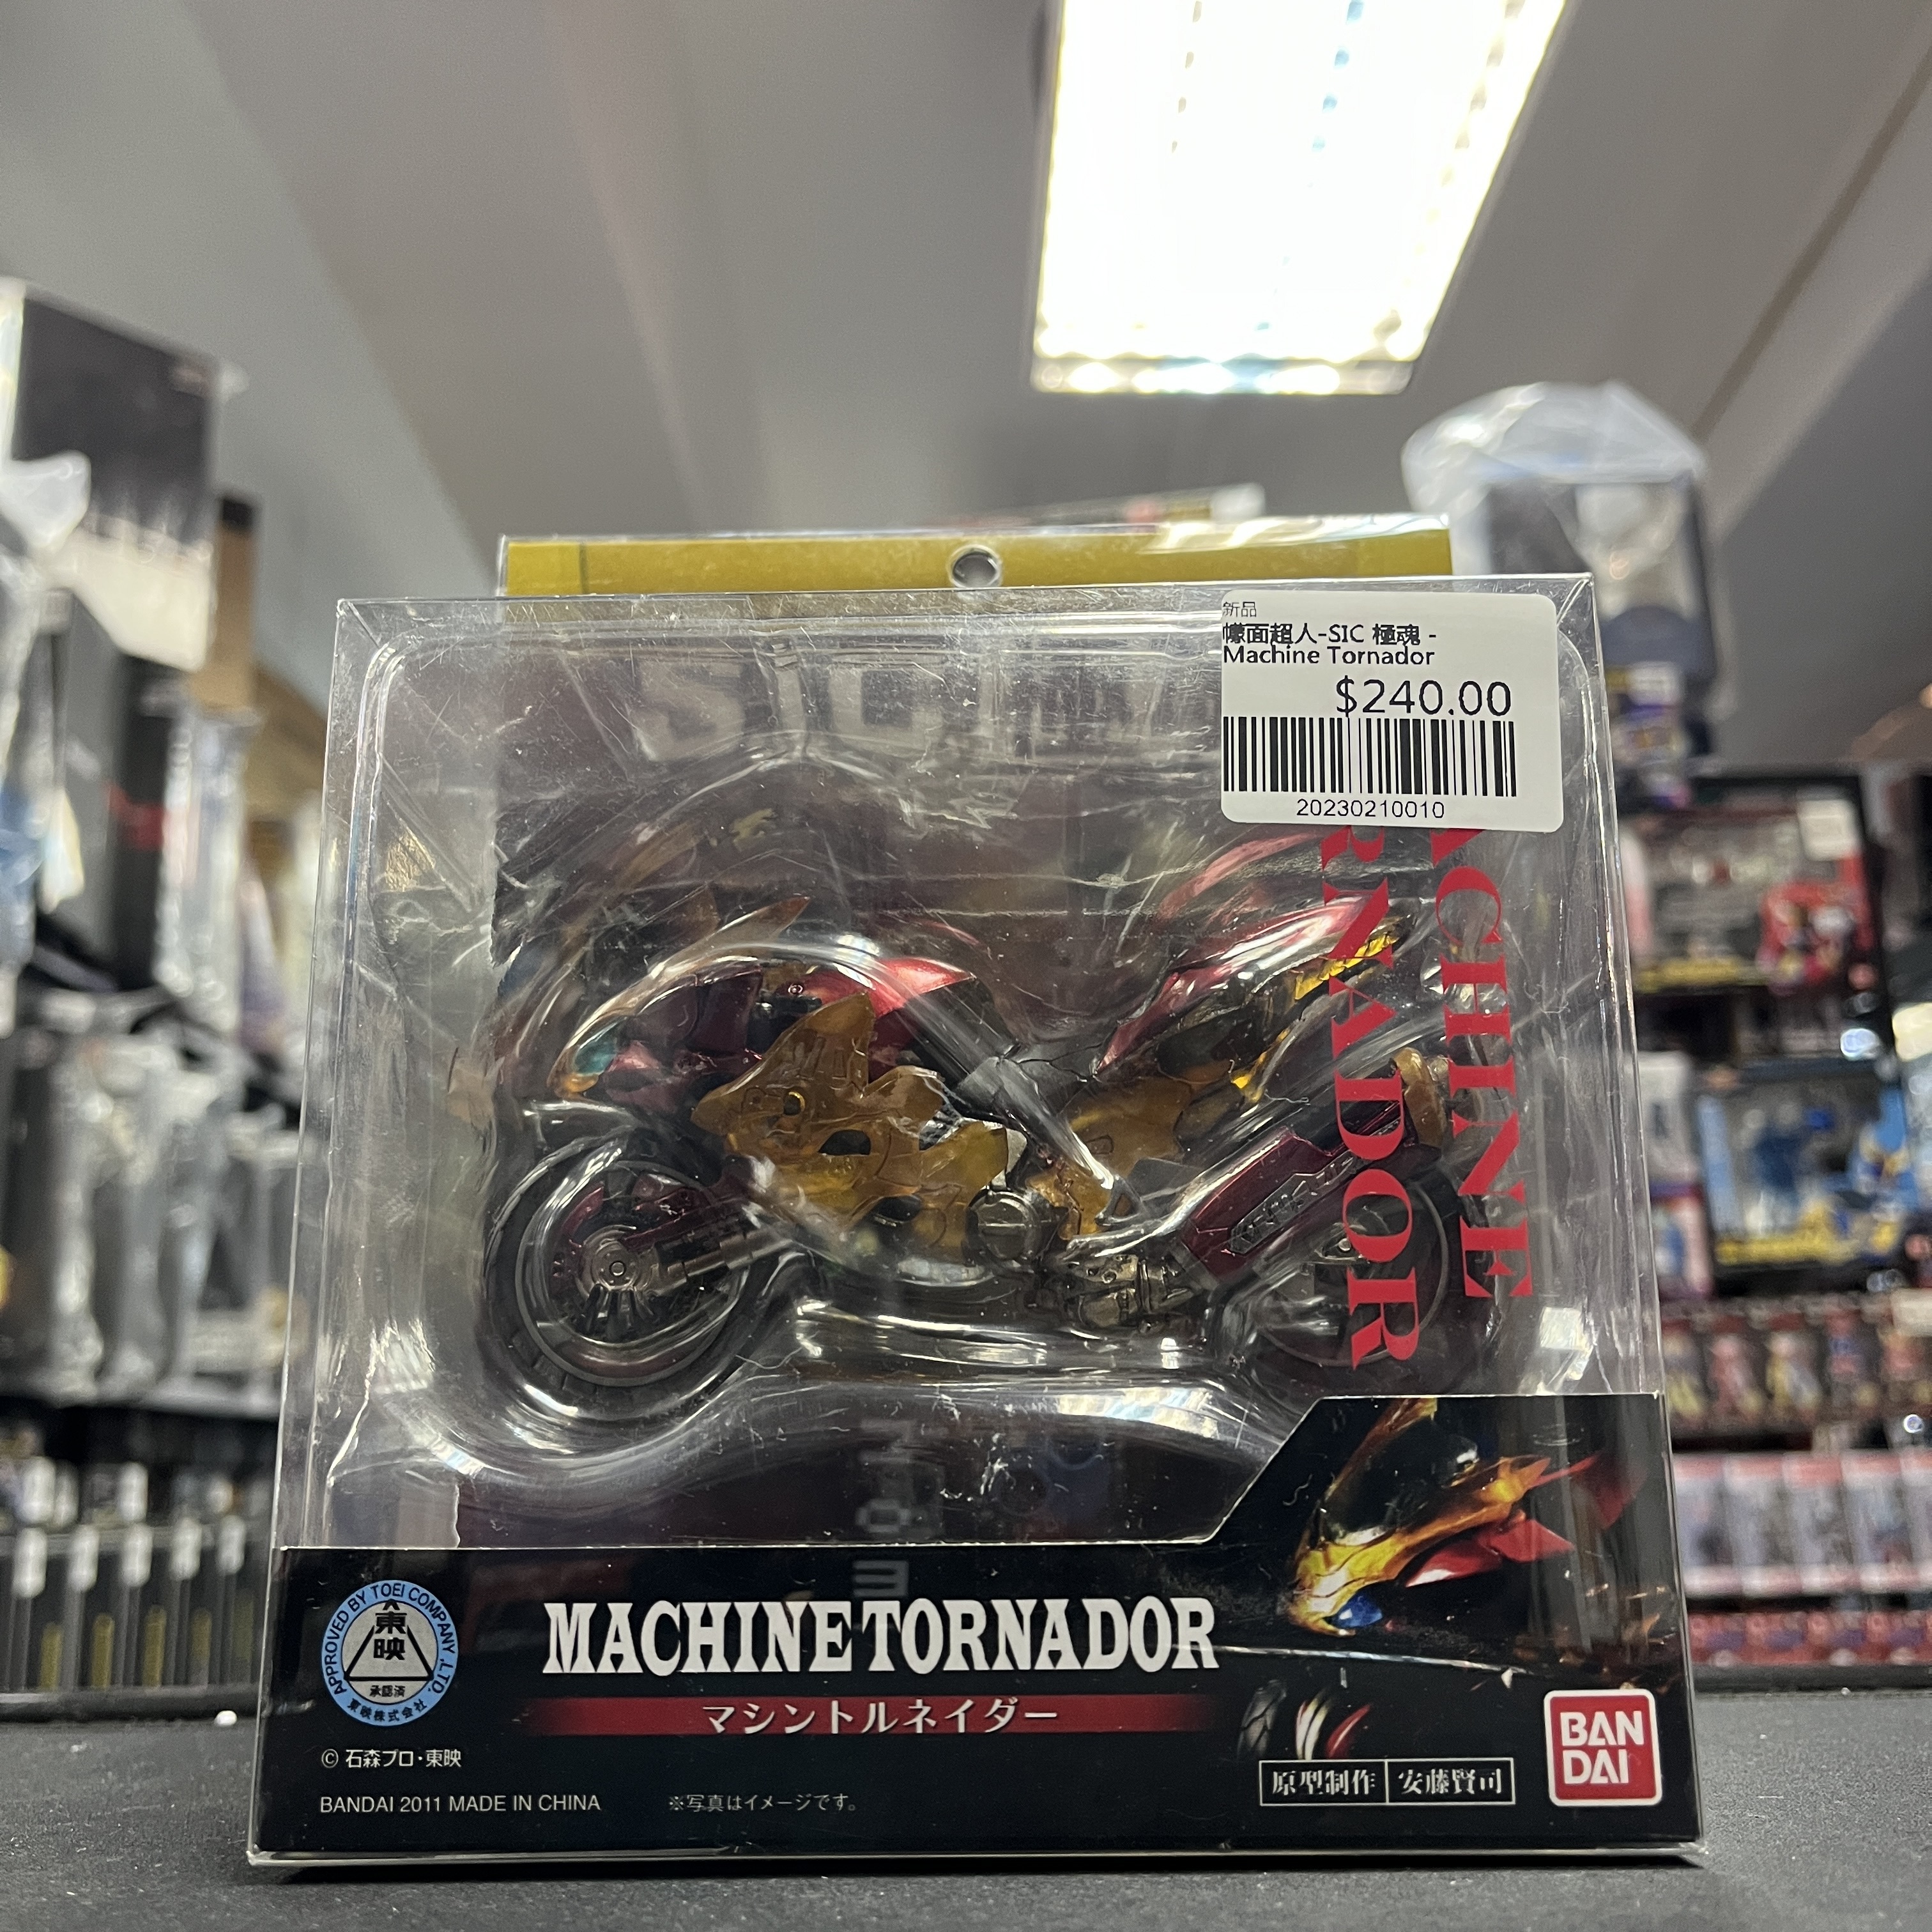 新品
幪面超人-SIC 極魂 -
Machine Tornador
$240.00
20230210010
SIC
MACHINE
TORNADOR
APPROVED BY TOEI COMPANY ,LTD.
東映
承認済
東映株式会社
MACHINE TORNADOR
マシントルネイダー
© 石森プロ・東映
BANDAI 2011 MADE IN CHINA
※写真はイメージです。
原型制作 安藤賢司
BAN
DAI